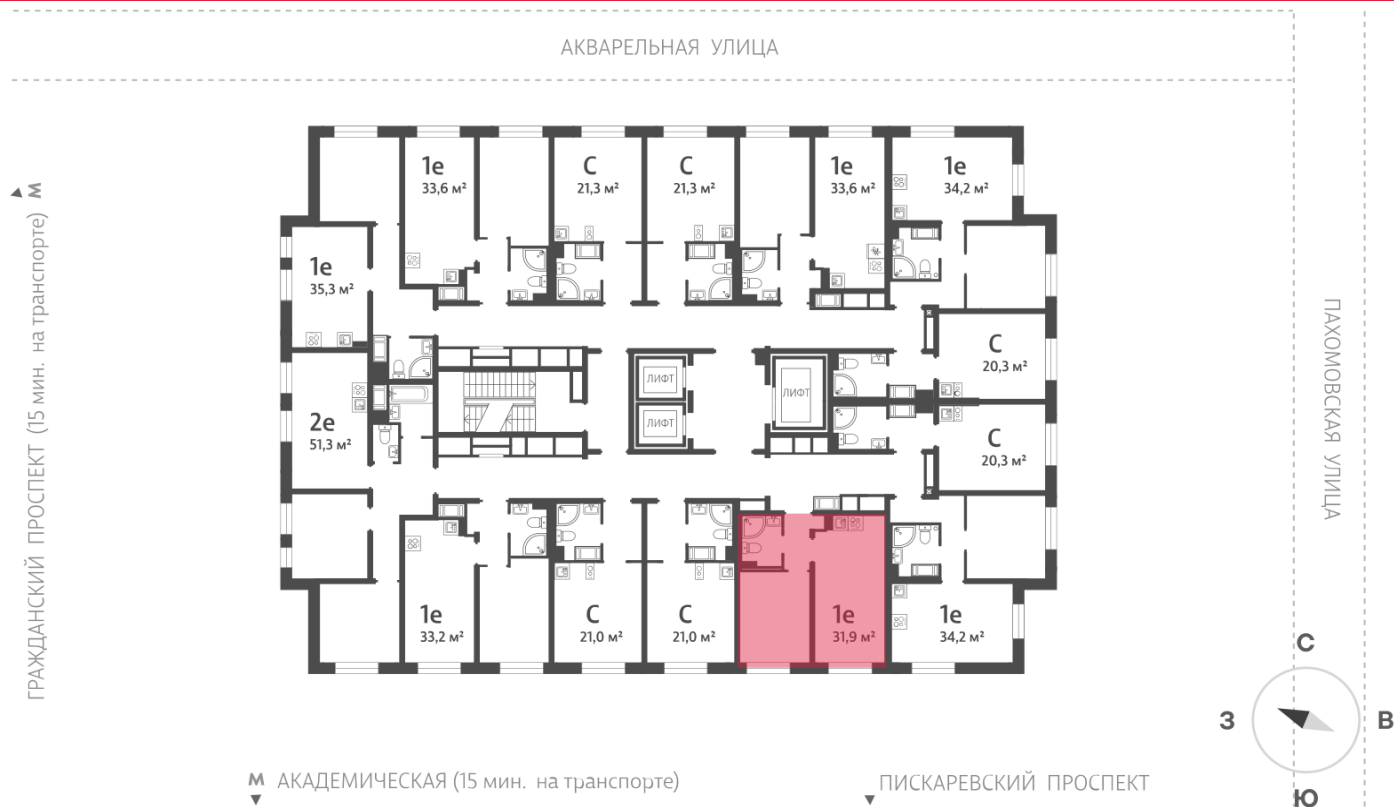 АКВАРЕЛЬНАЯ УЛИЦА
М
ГРАЖДАНСКИЙ ПРОСПЕКТ (15 мин. на транспорте)
ПАХОМОВСКАЯ УЛИЦА
1е
33,6 м²
С
21,3 м²
С
21,3 м²
1е
33,6 м²
1е
34,2 м²
1е
35,3 м²
С
20,3 м²
ЛИФТ
ЛИФТ
ЛИФТ
2е
51,3 м²
С
20,3 м²
1е
33,2 м²
С
21,0 м²
С
21,0 м²
1е
31,9 м²
1е
34,2 м²
С
З
В
Ю
М АКАДЕМИЧЕСКАЯ (15 мин. на транспорте)
ПИСКАРЕВСКИЙ ПРОСПЕКТ